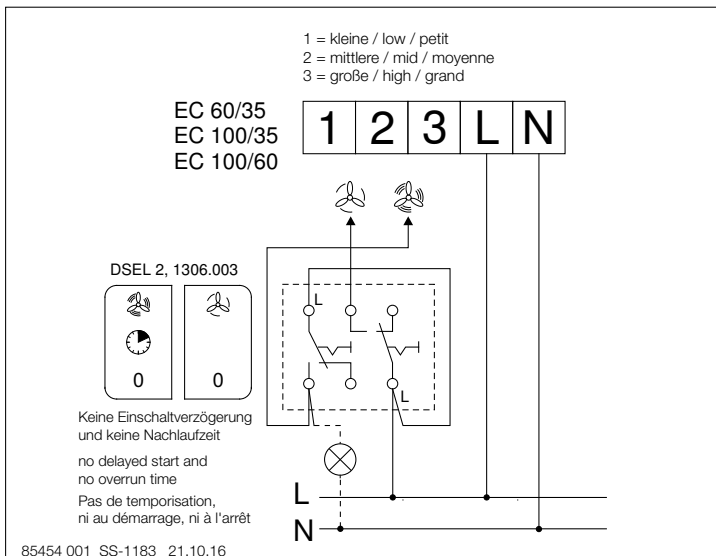 1 = kleine / low / petit
2 = mittlere / mid / moyenne
3 = große / high / grand
EC 60/35
EC 100/35
EC 100/60
1 2 3 L N
DSEL 2, 1306.003
L
0 0
L
Keine Einschaltverzögerung
und keine Nachlaufzeit
no delayed start and
no overrun time
Pas de temporisation,
ni au démarrage, ni à l'arrêt
L
N
85454 001 SS-1183 21.10.16